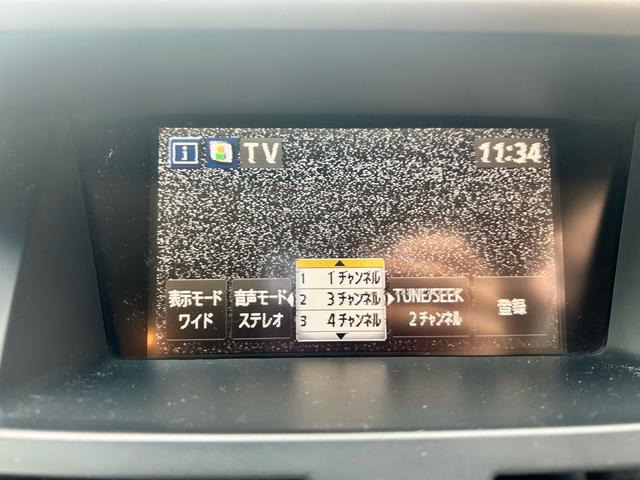 i TV 11:34
1 1チャンネル
表示モード 音声モード 2 3チャンネル TUNE/SEEK 登録
ワイド ステレオ 3 4チャンネル 2チャンネル